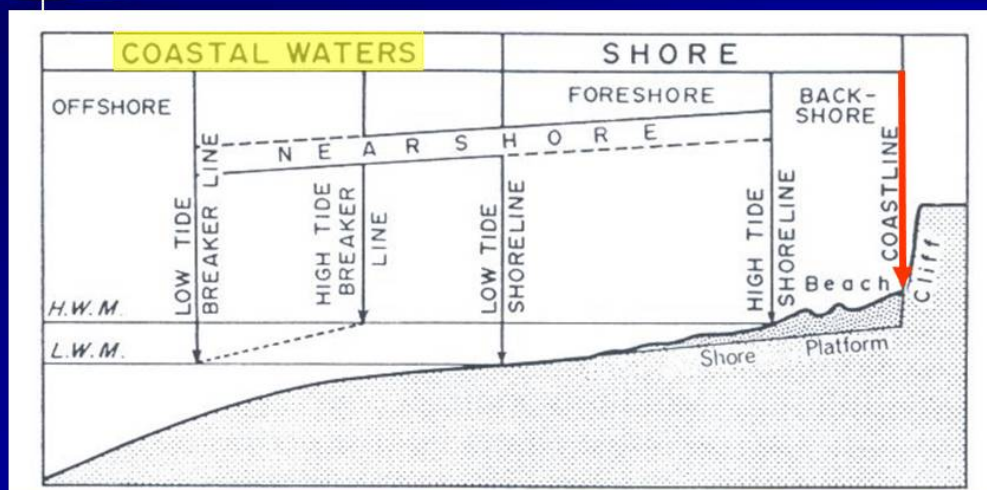 COASTAL WATERS
SHORE
OFFSHORE
FORESHORE
BACK-
SHORE
NEARSHORE
LOW TIDE
BREAKER LINE
HIGH TIDE
BREAKER
LINE
LOW TIDE
SHORELINE
HIGH TIDE
SHORELINE
COASTLINE
Beach
Cliff
H.W.M.
L.W.M.
Shore
Platform